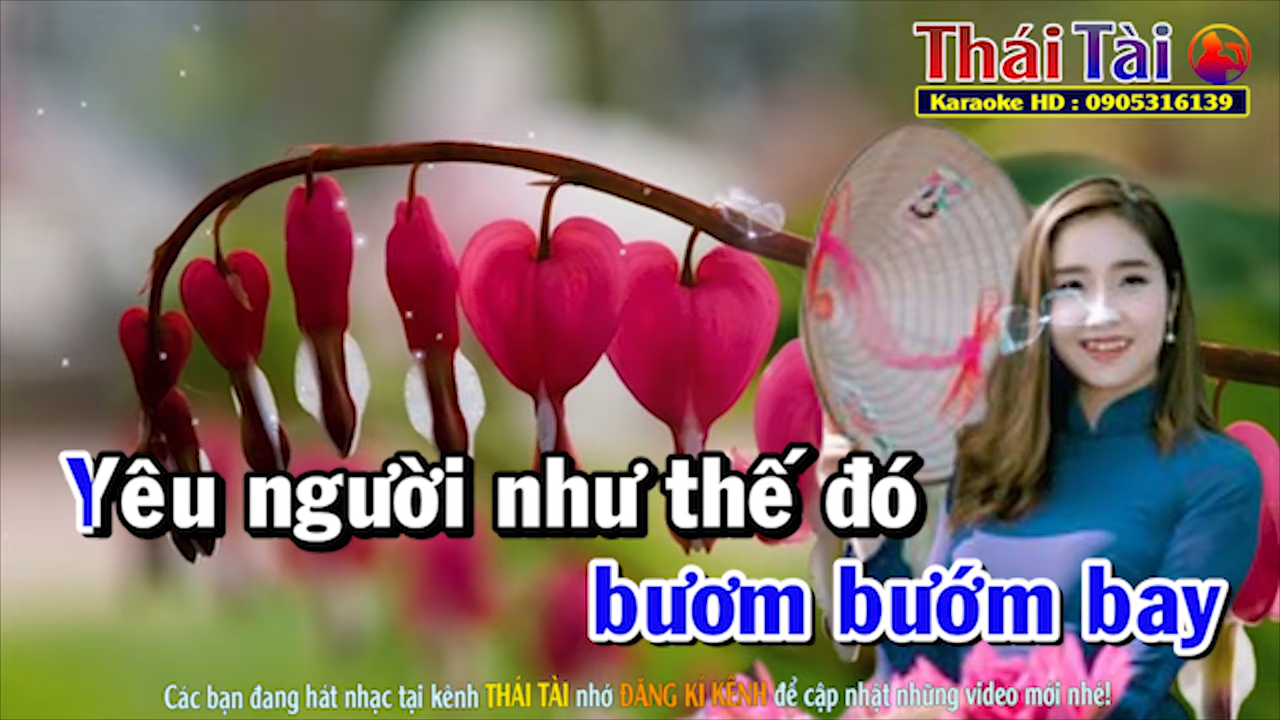 Thái Tài
Karaoke HD : 0905316139
Yêu người như thế đó
bươm bướm bay
Các bạn đang hát nhạc tại kênh THÁI TÀI nhớ ĐĂNG KÍ KÊNH để cập nhật những video mới nhé!